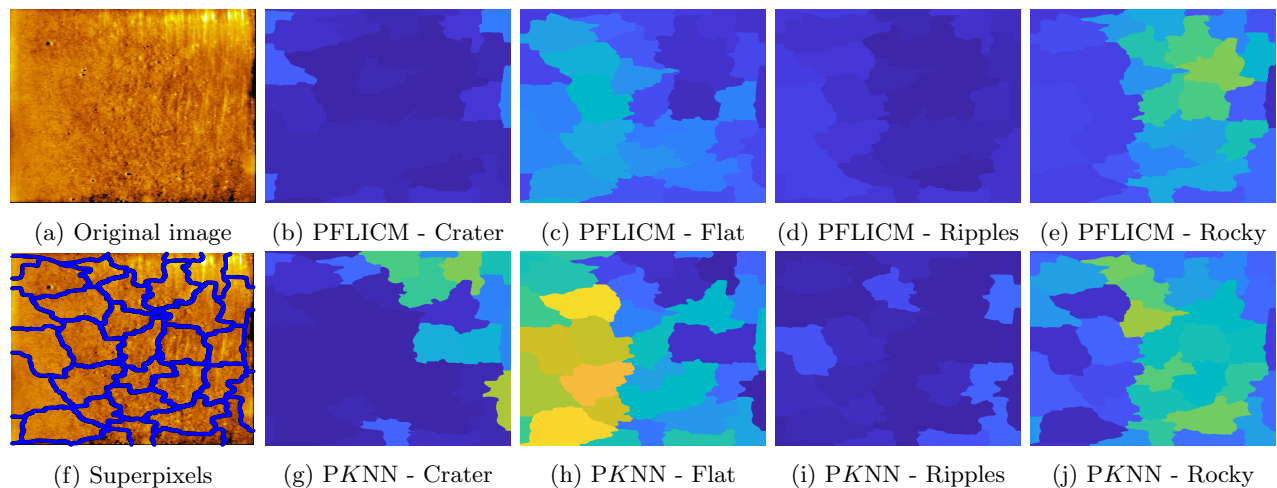 (a) Original image
(b) PFLICM - Crater
(c) PFLICM - Flat
(d) PFLICM - Ripples
(e) PFLICM - Rocky
(f) Superpixels
(g) PKNN - Crater
(h) PKNN - Flat
(i) PKNN - Ripples
(j) PKNN - Rocky